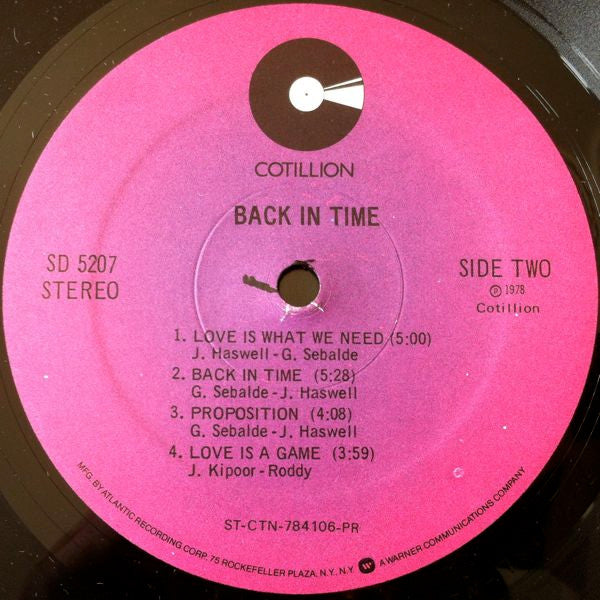 COTILLION
BACK IN TIME
SD 5207
STEREO
SIDE TWO
Ⓟ 1978
Cotillion
1. LOVE IS WHAT WE NEED (5:00)
J. Haswell - G. Sebalde
2. BACK IN TIME (5:28)
G. Sebalde - J. Haswell
3. PROPOSITION (4:08)
G. Sebalde - J. Haswell
4. LOVE IS A GAME (3:59)
J. Kipoor - Roddy
ST-CTN-784106-PR
MFG. BY ATLANTIC RECORDING CORP. 75 ROCKEFELLER PLAZA, N.Y. N.Y. A WARNER COMMUNICATIONS COMPANY